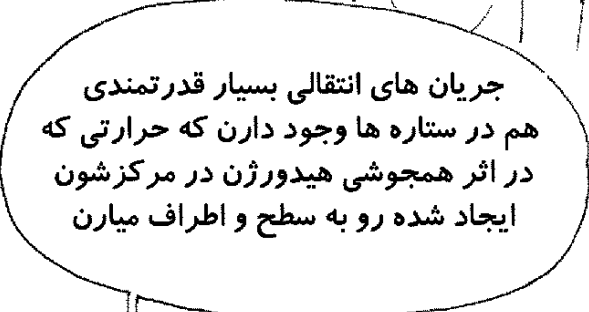 جریان های انتقالی بسیار قدرتمندی
هم در ستاره ها وجود دارن که حرارتی که
در اثر همجوشی هیدورژن در مرکزشون
ایجاد شده رو به سطح و اطراف میارن